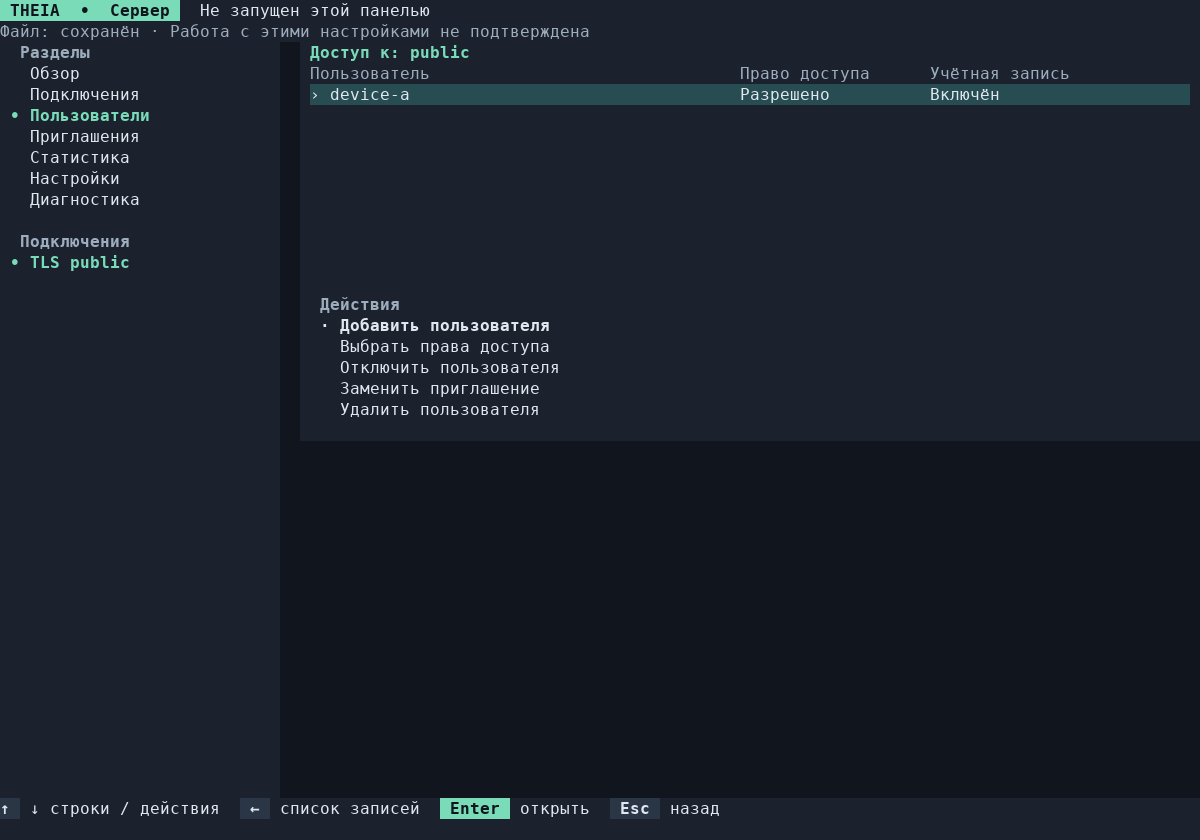 THEIA • Сервер Не запущен этой панелью
Файл: сохранён · Работа с этими настройками не подтверждена
Разделы
Обзор
Подключения
• Пользователи
Приглашения
Статистика
Настройки
Диагностика
Подключения
• TLS public
Доступ к: public
Пользователь Право доступа Учётная запись
› device-a Разрешено Включён
Действия
· Добавить пользователя
Выбрать права доступа
Отключить пользователя
Заменить приглашение
Удалить пользователя
↑ ↓ строки / действия ← список записей Enter открыть Esc назад